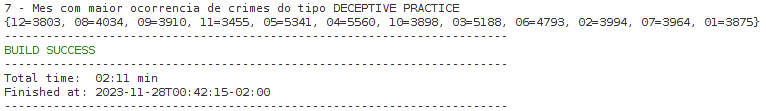 7 - Mes com maior ocorrencia de crimes do tipo DECEPTIVE PRACTICE
{12=3803, 08=4034, 09=3910, 11=3455, 05=5341, 04=5560, 10=3898, 03=5188, 06=4793, 02=3994, 07=3964, 01=3875}
------------------------------------------------------------------------
BUILD SUCCESS
------------------------------------------------------------------------
Total time:  02:11 min
Finished at: 2023-11-28T00:42:15-02:00
------------------------------------------------------------------------